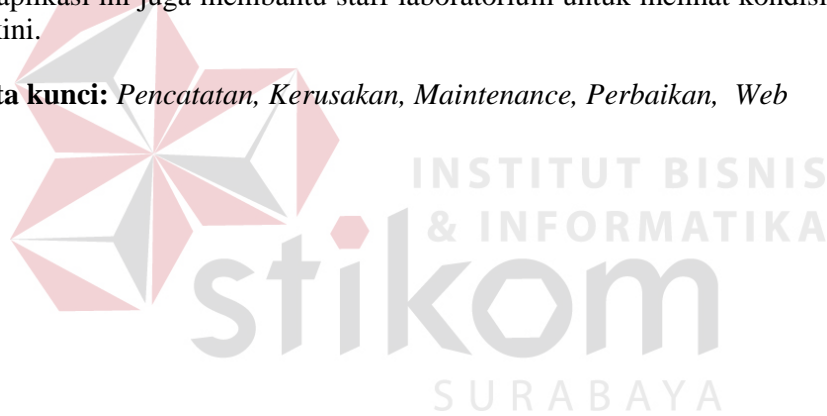 aplikasi ini juga membantu staff laboratorium untuk melihat kondisi
kini.
ta kunci: Pencatatan, Kerusakan, Maintenance, Perbaikan, Web
INSTITUT BISNIS
& INFORMATIKA
stikom
SURABAYA